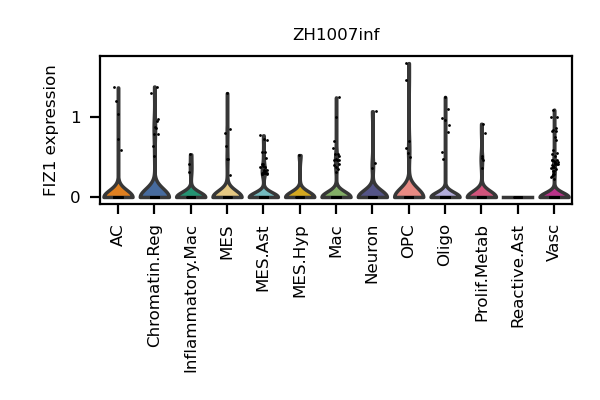 ZH1007inf
FIZ1 expression
1
0
AC
Chromatin.Reg
Inflammatory.Mac
MES
MES.Ast
MES.Hyp
Mac
Neuron
OPC
Oligo
Prolif.Metab
Reactive.Ast
Vasc